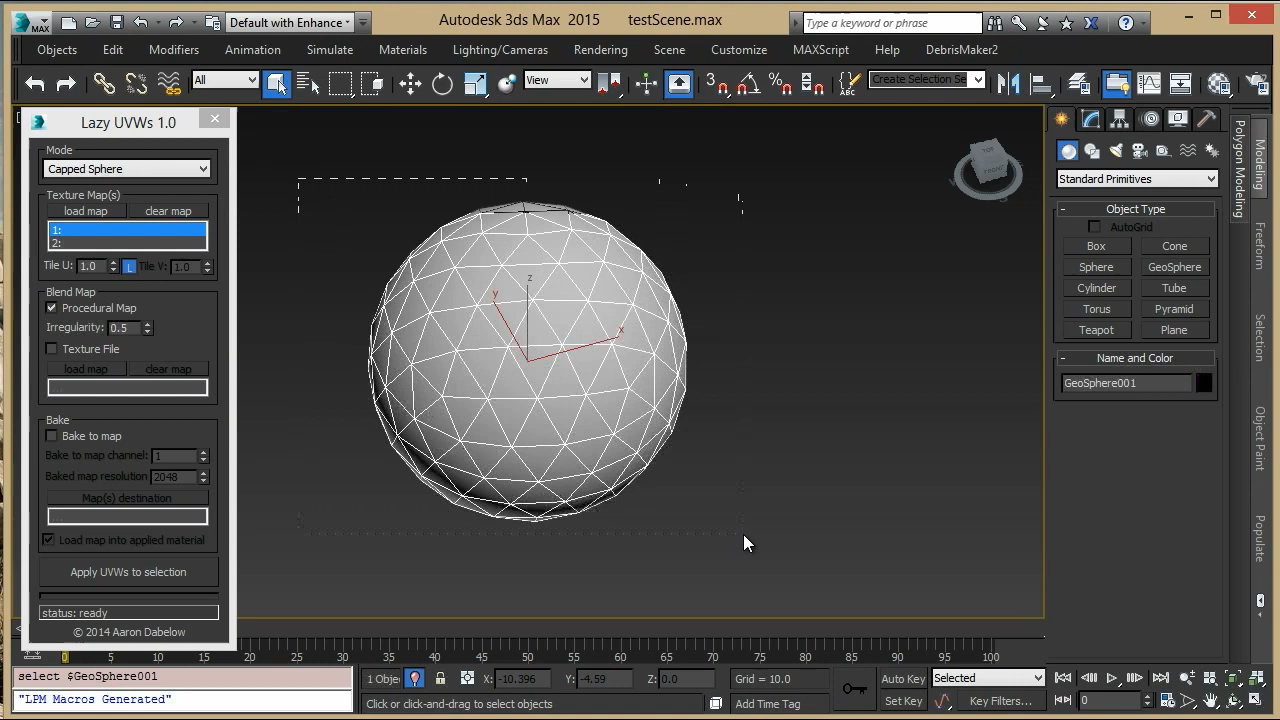 MAX
Default with Enhance
Autodesk 3ds Max 2015 testScene.max
Type a keyword or phrase
Objects Edit Modifiers Animation Simulate Materials Lighting/Cameras Rendering Scene Customize MAXScript Help DebrisMaker2
All
View
3
ABC
Create Selection Se
Lazy UVWs 1.0
Mode
Capped Sphere
Texture Map(s)
load map clear map
1:
2:
Tile U: 1.0 L Tile V: 1.0
Blend Map
Procedural Map
Irregularity: 0.5
Texture File
load map clear map
Bake
Bake to map
Bake to map channel: 1
Baked map resolution 2048
Map(s) destination
Load map into applied material
Apply UVWs to selection
status: ready
© 2014 Aaron Dabelow
z
y
x
TOP
FRONT
Standard Primitives
- Object Type
AutoGrid
Box Cone
Sphere GeoSphere
Cylinder Tube
Torus Pyramid
Teapot Plane
- Name and Color
GeoSphere001
Modeling
Polygon Modeling
Freeform
Selection
Object Paint
Populate
0 5 10 15 20 25 30 35 40 45 50 55 60 65 70 75 80 85 90 95 100
select $GeoSphere001
"LPM Macros Generated"
1 Obje X: -10.396 Y: -4.59 Z: 0.0 Grid = 10.0
Click or click-and-drag to select objects
Add Time Tag
Auto Key Selected
Set Key Key Filters...
0